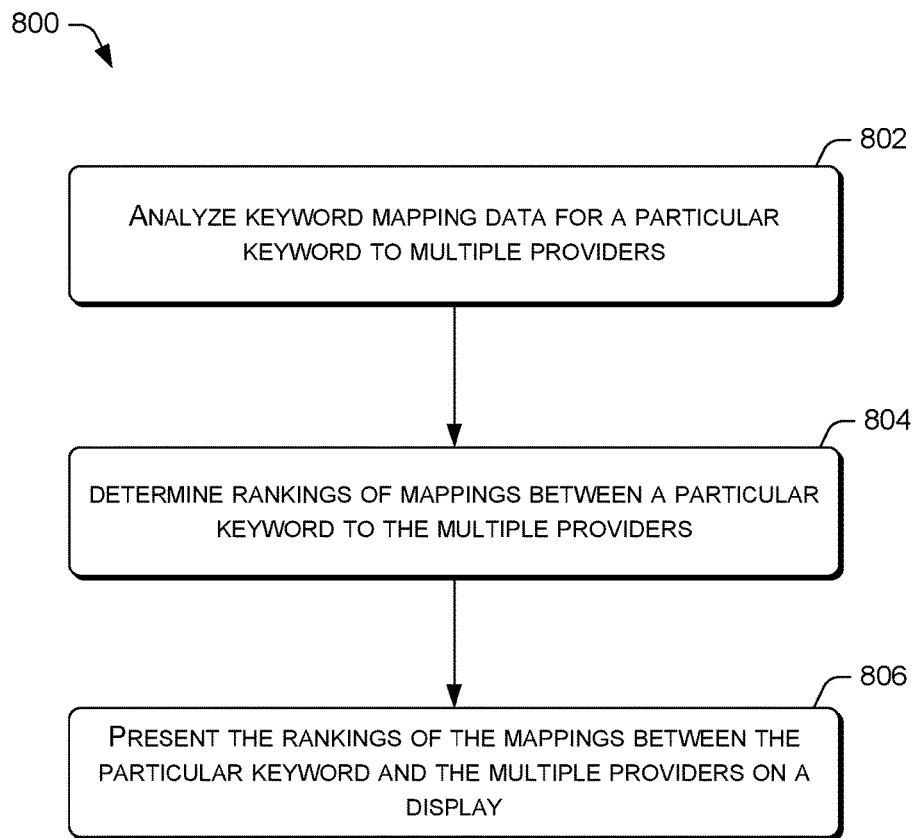 800
802
ANALYZE KEYWORD MAPPING DATA FOR A PARTICULAR
KEYWORD TO MULTIPLE PROVIDERS
804
DETERMINE RANKINGS OF MAPPINGS BETWEEN A PARTICULAR
KEYWORD TO THE MULTIPLE PROVIDERS
806
PRESENT THE RANKINGS OF THE MAPPINGS BETWEEN THE
PARTICULAR KEYWORD AND THE MULTIPLE PROVIDERS ON A
DISPLAY